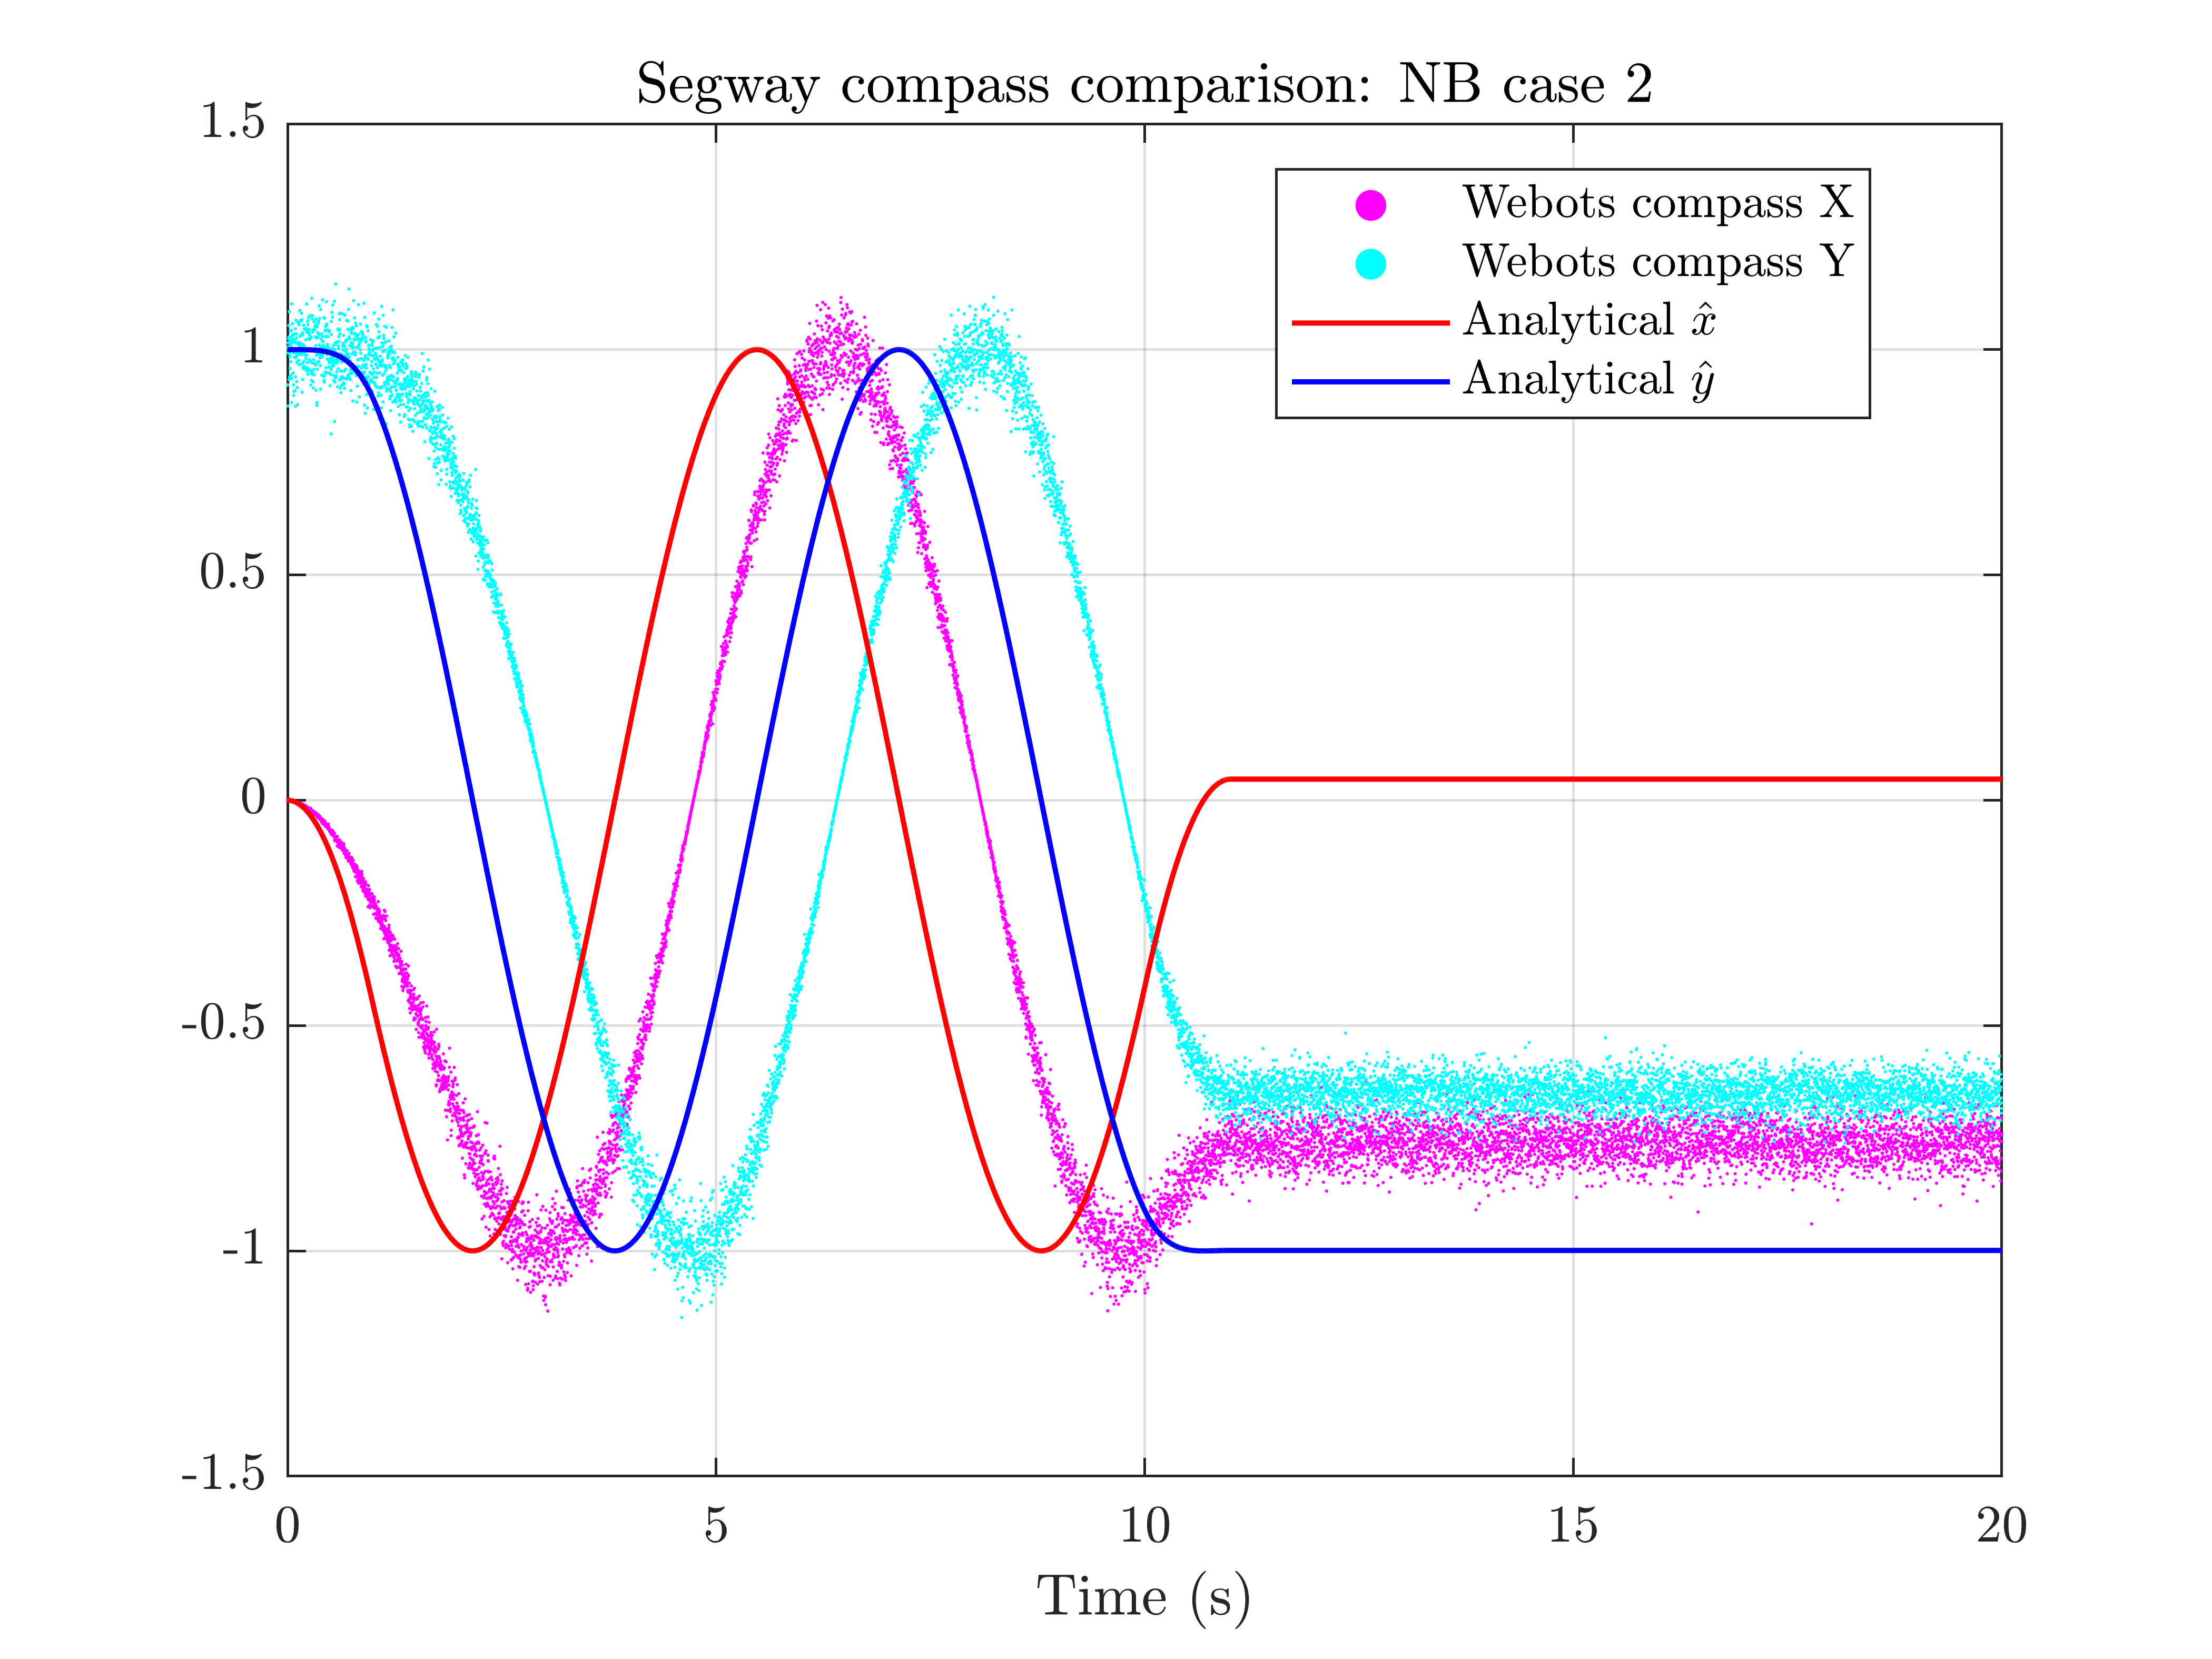 Segway compass comparison: NB case 2
1.5
1
0.5
0
-0.5
-1
-1.5
Webots compass X
Webots compass Y
Analytical x̂
Analytical ŷ
0 5 10 15 20
Time (s)